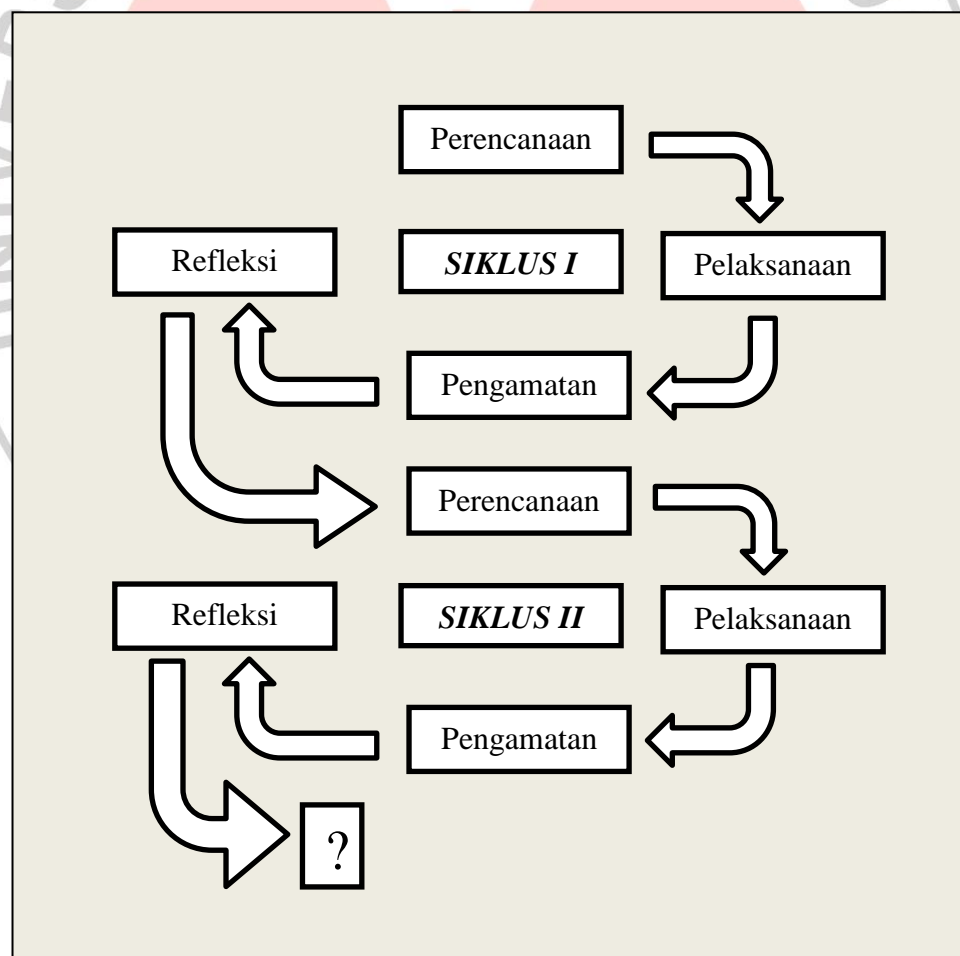 Perencanaan
Refleksi
SIKLUS I
Pelaksanaan
Pengamatan
Perencanaan
Refleksi
SIKLUS II
Pelaksanaan
Pengamatan
?